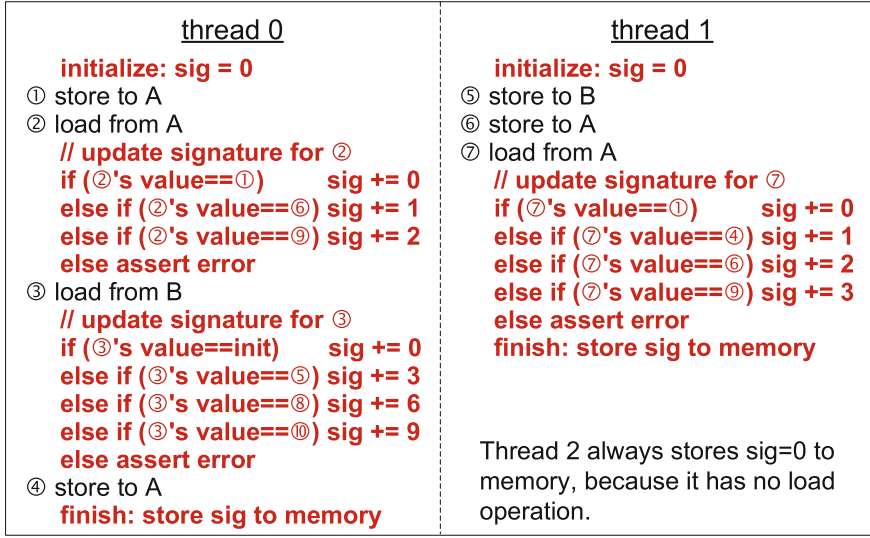 thread 0
initialize: sig = 0
① store to A
② load from A
// update signature for ②
if (②'s value==①) sig += 0
else if (②'s value==⑥) sig += 1
else if (②'s value==⑨) sig += 2
else assert error
③ load from B
// update signature for ③
if (③'s value==init) sig += 0
else if (③'s value==⑤) sig += 3
else if (③'s value==⑧) sig += 6
else if (③'s value==⑩) sig += 9
else assert error
④ store to A
finish: store sig to memory
thread 1
initialize: sig = 0
⑤ store to B
⑥ store to A
⑦ load from A
// update signature for ⑦
if (⑦'s value==①) sig += 0
else if (⑦'s value==④) sig += 1
else if (⑦'s value==⑥) sig += 2
else if (⑦'s value==⑨) sig += 3
else assert error
finish: store sig to memory
Thread 2 always stores sig=0 to
memory, because it has no load
operation.